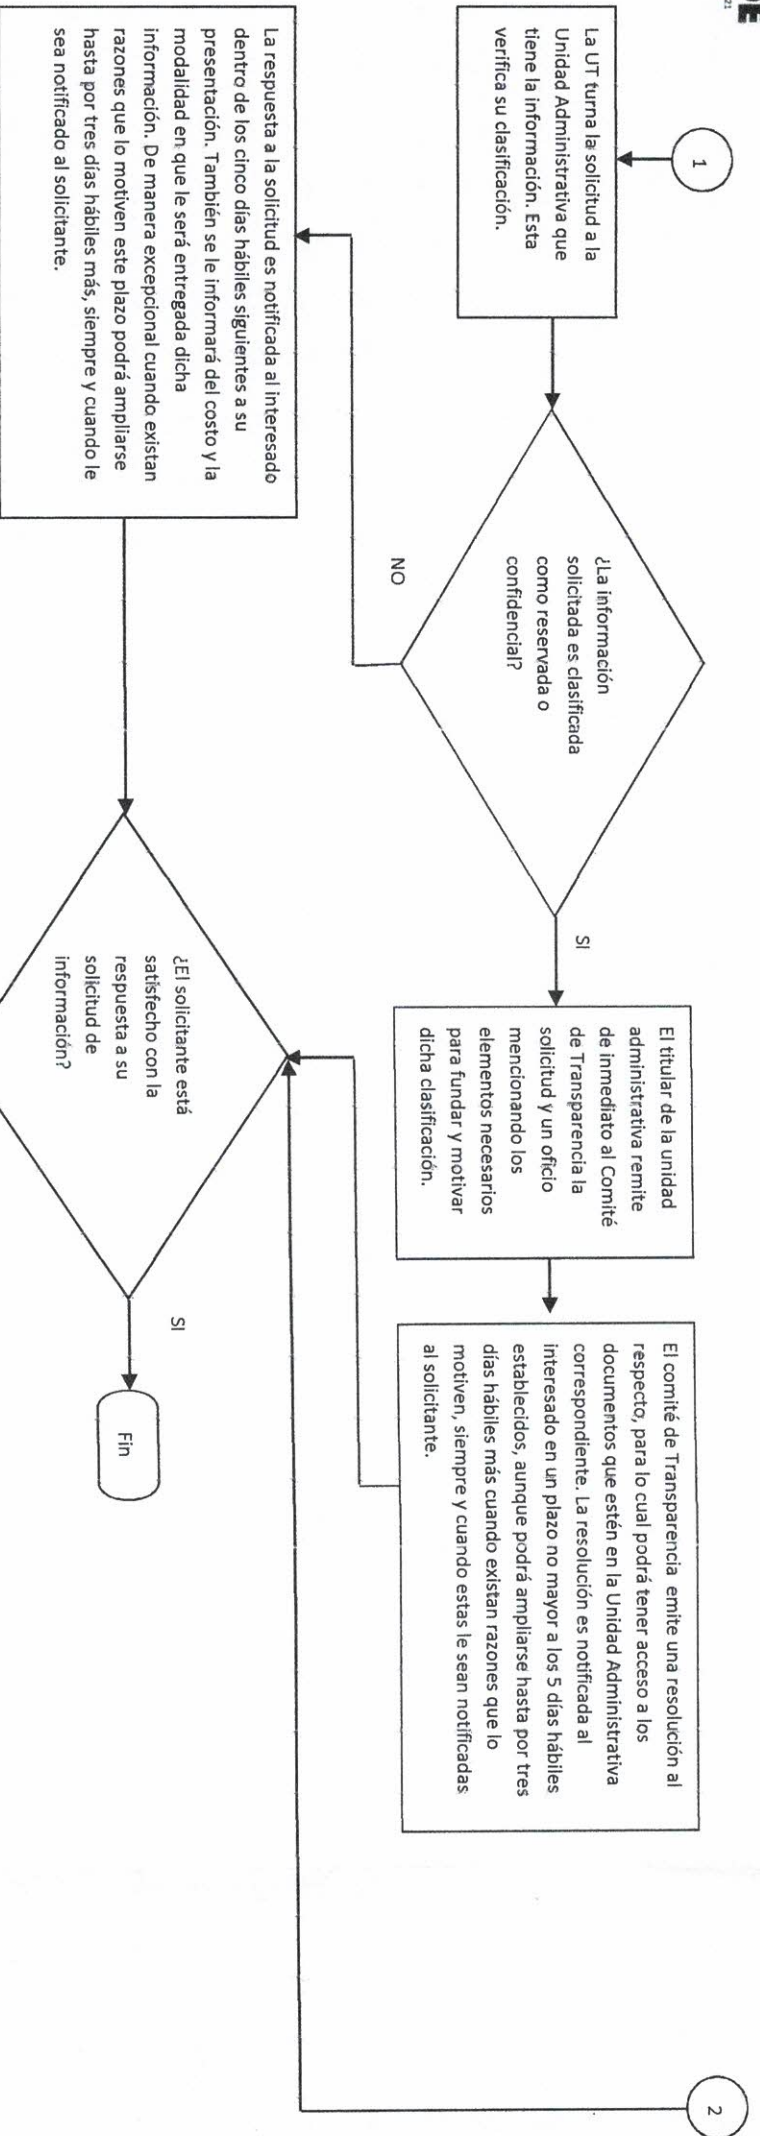 DE
21
1
La UT turna la solicitud a la
Unidad Administrativa que
tiene la información. Esta
verifica su clasificación.
¿La información
solicitada es clasificada
como reservada o
confidencial?
NO
SI
El titular de la unidad
administrativa remite
de inmediato al Comité
de Transparencia la
solicitud y un oficio
mencionando los
elementos necesarios
para fundar y motivar
dicha clasificación.
El comité de Transparencia emite una resolución al
respecto, para lo cual podrá tener acceso a los
documentos que estén en la Unidad Administrativa
correspondiente. La resolución es notificada al
interesado en un plazo no mayor a los 5 días hábiles
establecidos, aunque podrá ampliarse hasta por tres
días hábiles más cuando existan razones que lo
motiven, siempre y cuando estas le sean notificadas
al solicitante.
2
La respuesta a la solicitud es notificada al interesado
dentro de los cinco días hábiles siguientes a su
presentación. También se le informará del costo y la
modalidad en que le será entregada dicha
información. De manera excepcional cuando existan
razones que lo motiven este plazo podrá ampliarse
hasta por tres días hábiles más, siempre y cuando le
sea notificado al solicitante.
¿El solicitante está
satisfecho con la
respuesta a su
solicitud de
información?
SI
Fin